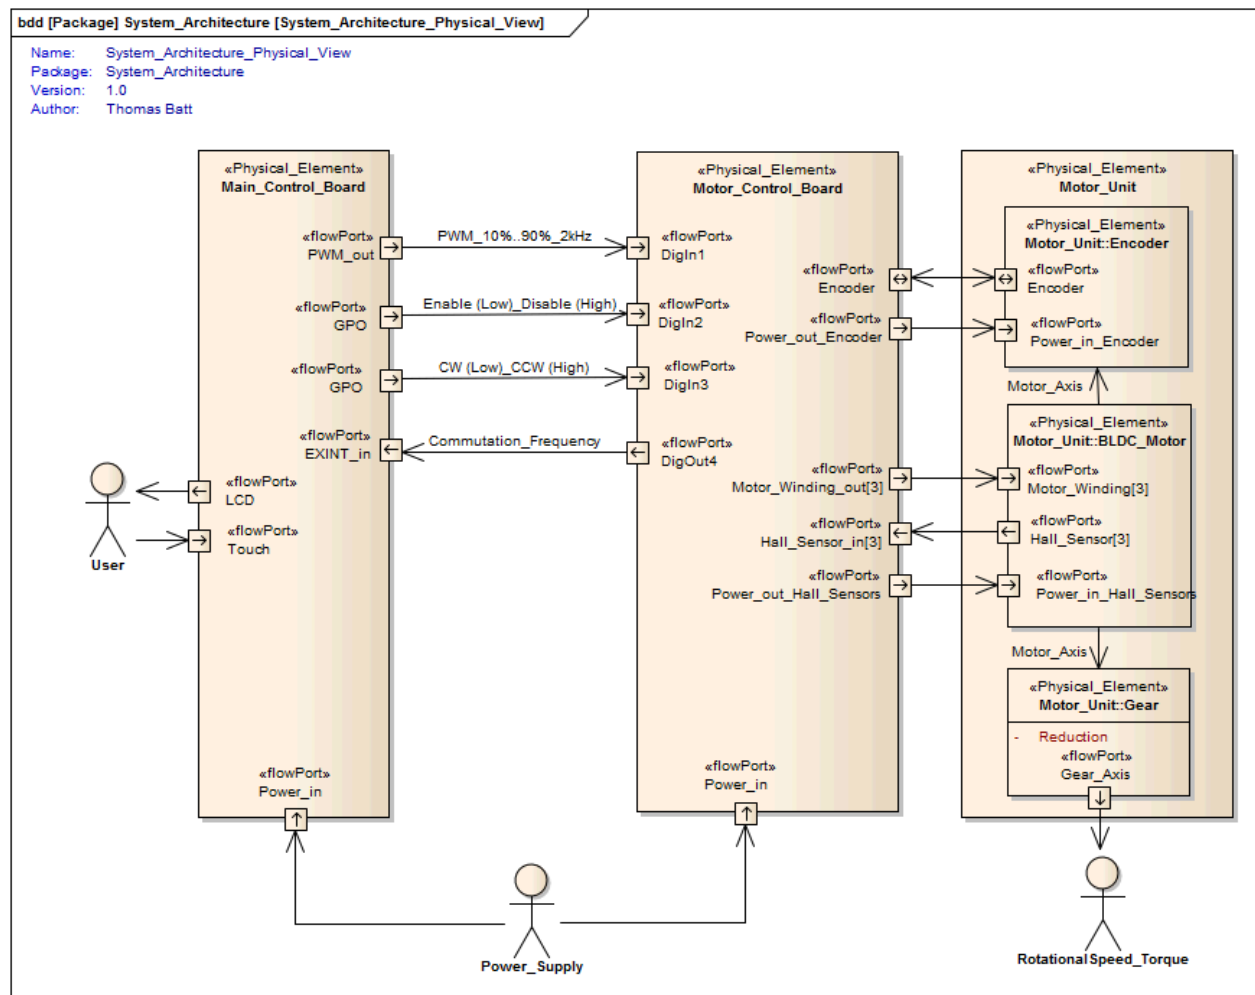 bdd [Package] System_Architecture [System_Architecture_Physical_View]
Name: System_Architecture_Physical_View
Package: System_Architecture
Version: 1.0
Author: Thomas Batt
«Physical_Element»
Main_Control_Board
«flowPort»
PWM_out
«flowPort»
GPO
«flowPort»
GPO
«flowPort»
EXINT_in
«flowPort»
LCD
«flowPort»
Touch
«flowPort»
Power_in
User
PWM_10%..90%_2kHz
Enable (Low)_Disable (High)
CW (Low)_CCW (High)
Commutation_Frequency
«Physical_Element»
Motor_Control_Board
«flowPort»
DigIn1
«flowPort»
DigIn2
«flowPort»
DigIn3
«flowPort»
DigOut4
«flowPort»
Encoder
«flowPort»
Power_out_Encoder
«flowPort»
Motor_Winding_out[3]
«flowPort»
Hall_Sensor_in[3]
«flowPort»
Power_out_Hall_Sensors
«flowPort»
Power_in
«Physical_Element»
Motor_Unit
«Physical_Element»
Motor_Unit::Encoder
«flowPort»
Encoder
«flowPort»
Power_in_Encoder
Motor_Axis
«Physical_Element»
Motor_Unit::BLDC_Motor
«flowPort»
Motor_Winding[3]
«flowPort»
Hall_Sensor[3]
«flowPort»
Power_in_Hall_Sensors
Motor_Axis
«Physical_Element»
Motor_Unit::Gear
- Reduction
«flowPort»
Gear_Axis
Power_Supply
RotationalSpeed_Torque